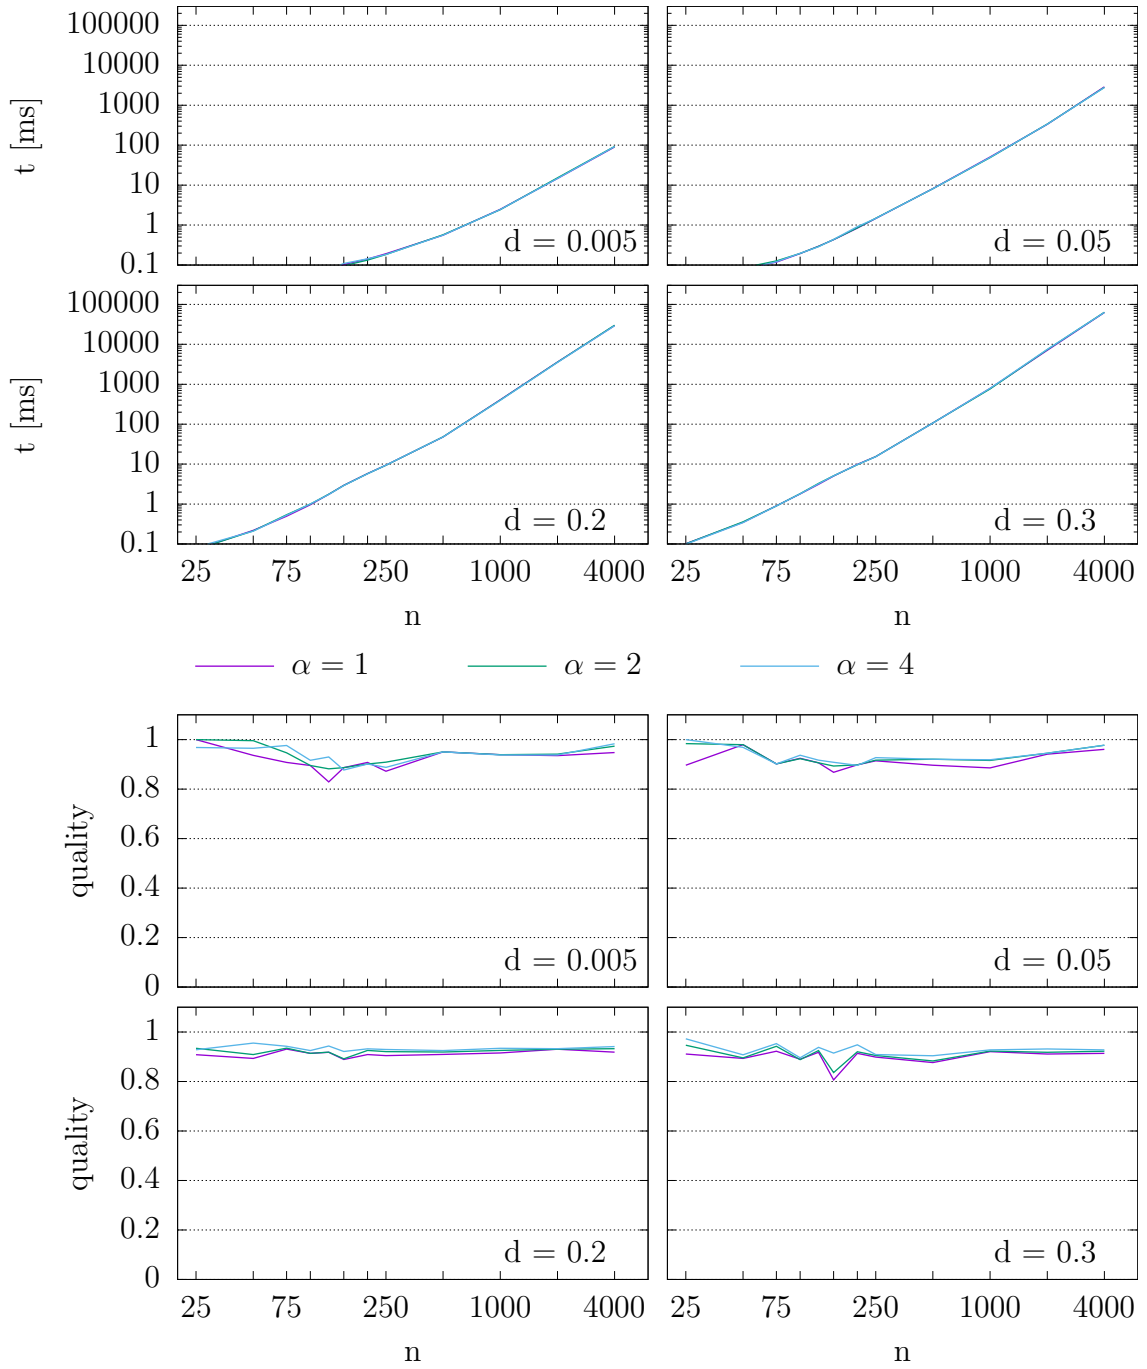 100000
10000
1000
100
10
1
0.1
t [ms]
d = 0.005
d = 0.05
100000
10000
1000
100
10
1
0.1
t [ms]
d = 0.2
d = 0.3
25 75 250 1000 4000
25 75 250 1000 4000
n
n
α = 1 α = 2 α = 4
1
0.8
0.6
0.4
0.2
0
quality
d = 0.005
d = 0.05
1
0.8
0.6
0.4
0.2
0
quality
d = 0.2
d = 0.3
25 75 250 1000 4000
25 75 250 1000 4000
n
n